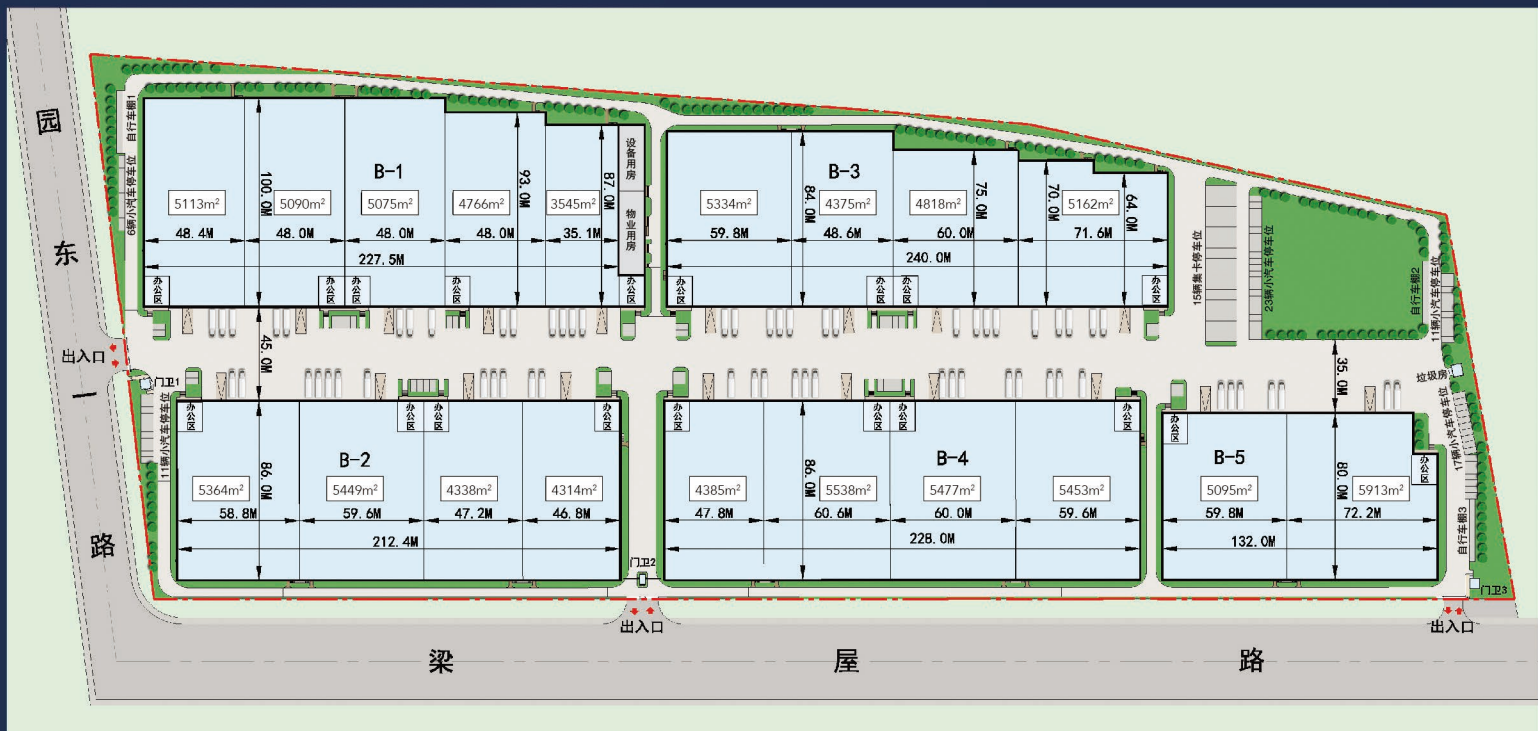 园
东
一
路
自行车棚1
6辆小汽车停车位
B-1
5113m²
5090m²
5075m²
4766m²
3545m²
100.0M
93.0M
87.0M
48.4M
48.0M
48.0M
48.0M
35.1M
227.5M
设备用房
物业用房
办公区
办公区
办公区
办公区
办公区
B-3
5334m²
4375m²
4818m²
5162m²
84.0M
75.0M
70.0M
64.0M
59.8M
48.6M
60.0M
71.6M
240.0M
办公区
办公区
办公区
办公区
15辆集卡停车位
23辆小汽车停车位
自行车棚2
11辆小汽车停车位
45.0M
35.0M
出入口
门卫1
11辆小汽车停车位
垃圾房
17辆小汽车停车位
办公区
办公区
办公区
办公区
B-2
5364m²
5449m²
4338m²
4314m²
86.0M
58.8M
59.6M
47.2M
46.8M
212.4M
门卫2
办公区
办公区
办公区
办公区
B-4
4385m²
5538m²
5477m²
5453m²
86.0M
47.8M
60.6M
60.0M
59.6M
228.0M
办公区
办公区
B-5
5095m²
5913m²
80.0M
59.8M
72.2M
132.0M
自行车棚3
门卫3
出入口
出入口
梁 屋 路